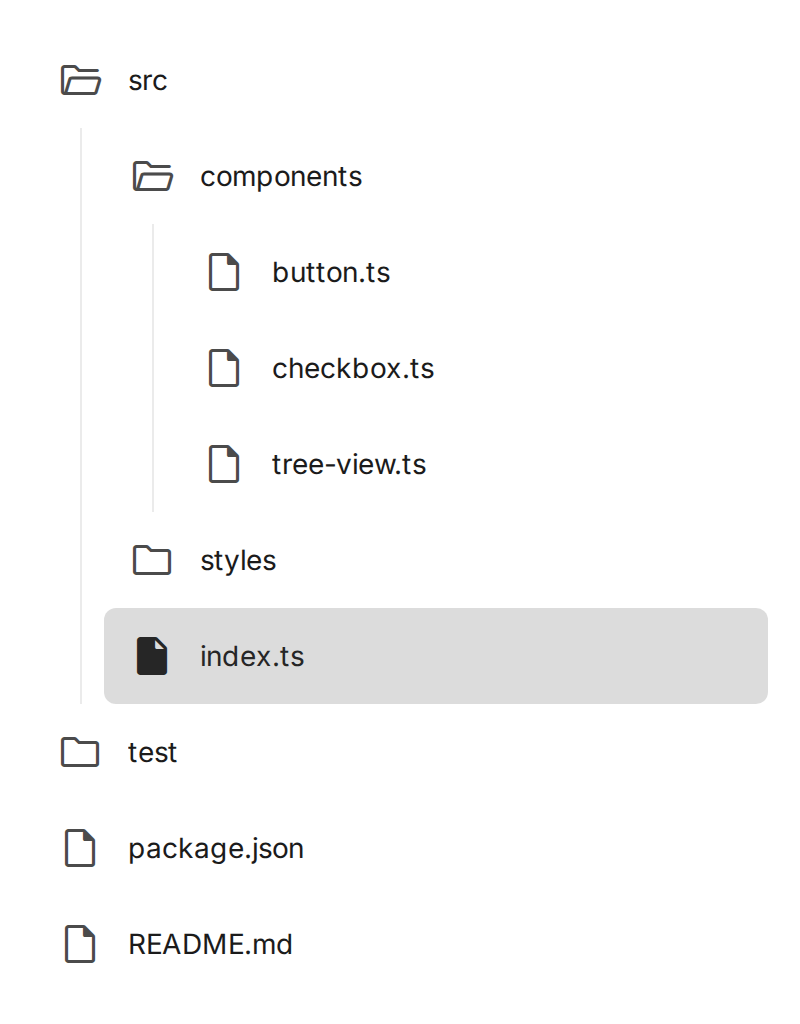 src
components
button.ts
checkbox.ts
tree-view.ts
styles
index.ts
test
package.json
README.md